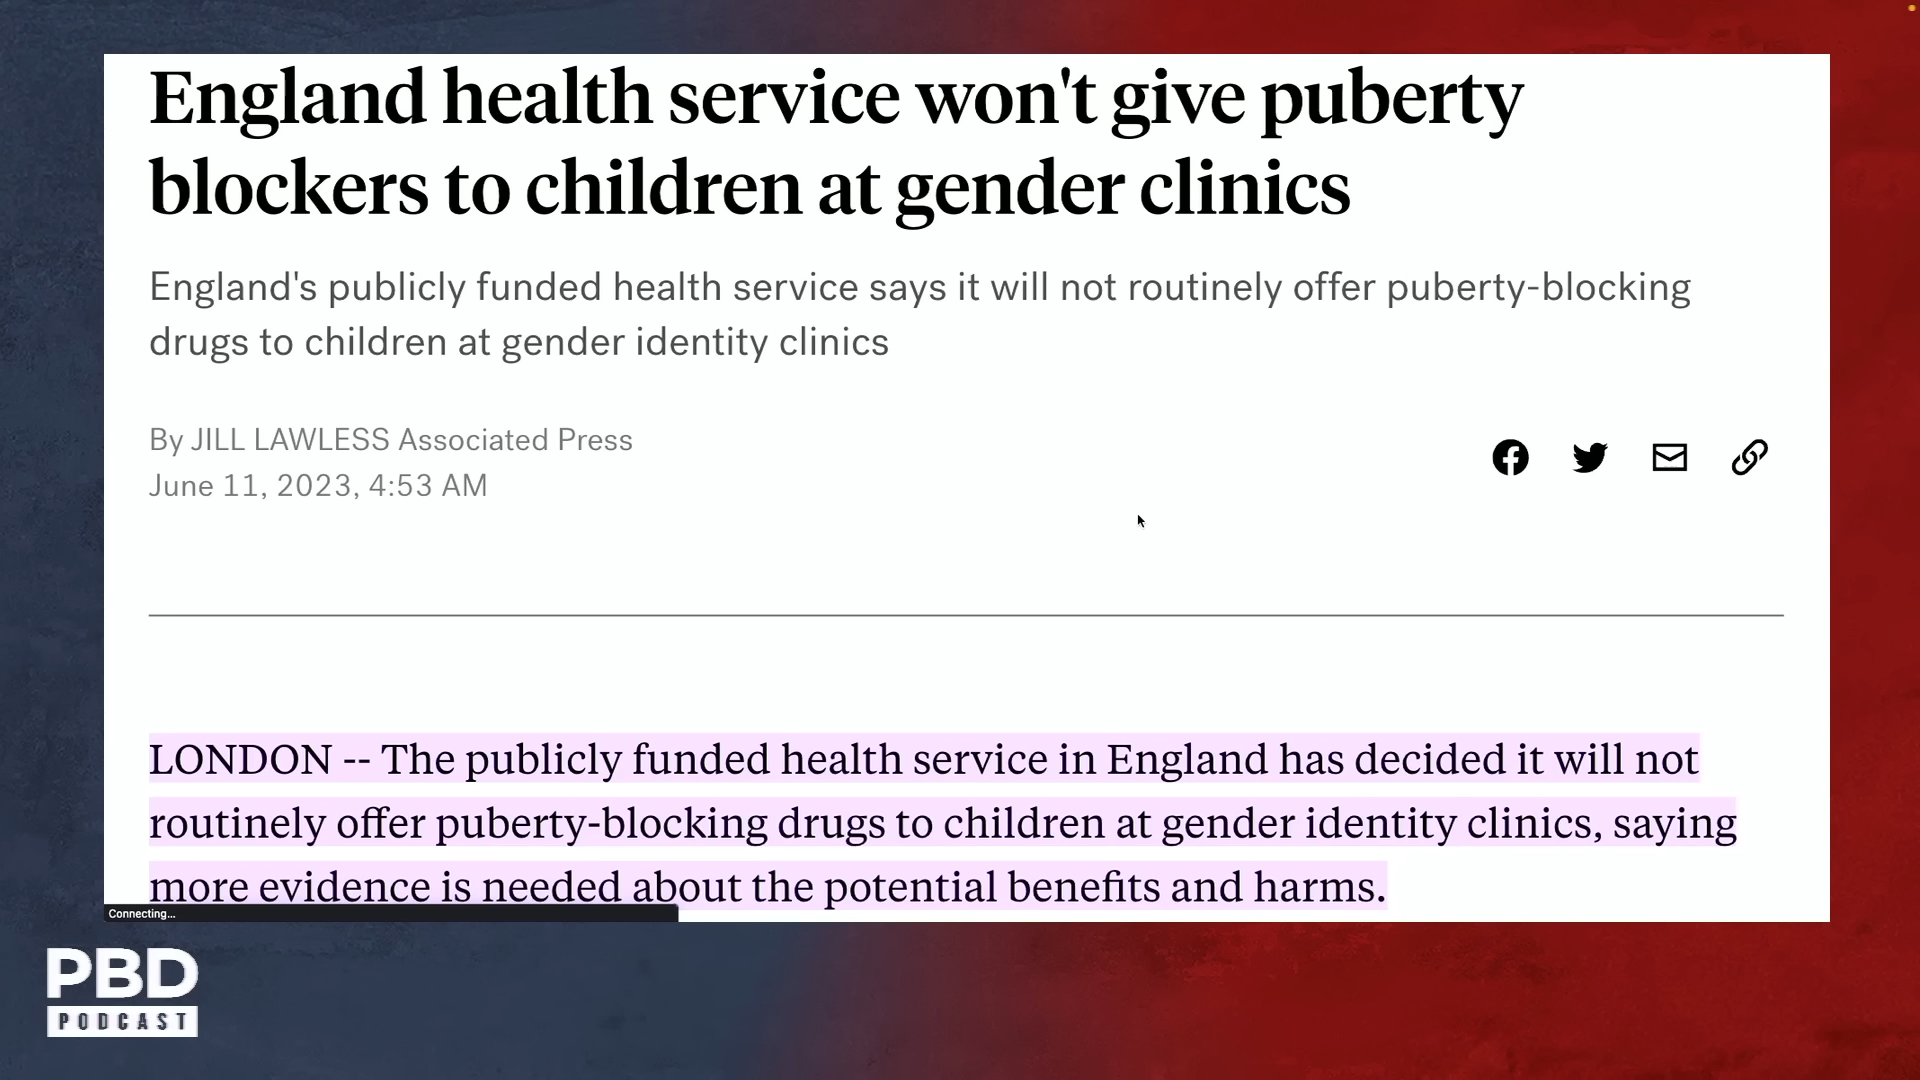 England health service won't give puberty
blockers to children at gender clinics
England's publicly funded health service says it will not routinely offer puberty-blocking
drugs to children at gender identity clinics
By JILL LAWLESS Associated Press
June 11, 2023, 4:53 AM
LONDON -- The publicly funded health service in England has decided it will not
routinely offer puberty-blocking drugs to children at gender identity clinics, saying
more evidence is needed about the potential benefits and harms.
Connecting...
PBD
PODCAST